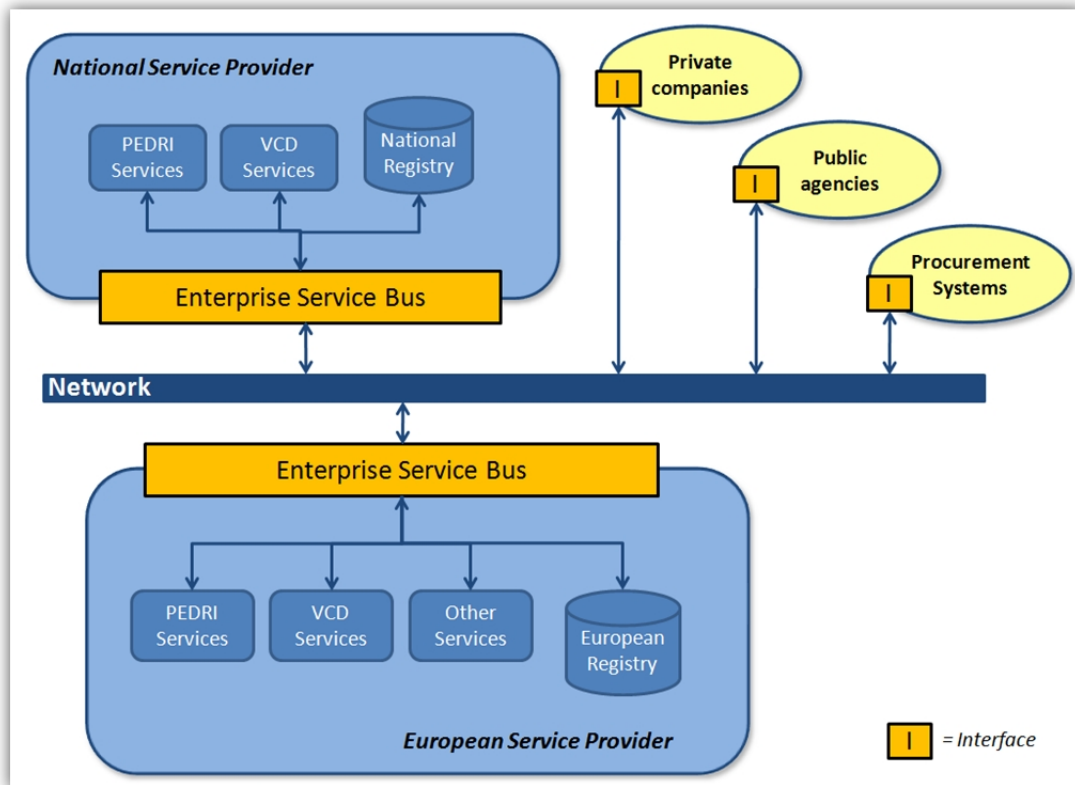 National Service Provider
PEDRI
Services
VCD
Services
National
Registry
Enterprise Service Bus
I
Private
companies
I
Public
agencies
I
Procurement
Systems
Network
Enterprise Service Bus
PEDRI
Services
VCD
Services
Other
Services
European
Registry
European Service Provider
I = Interface